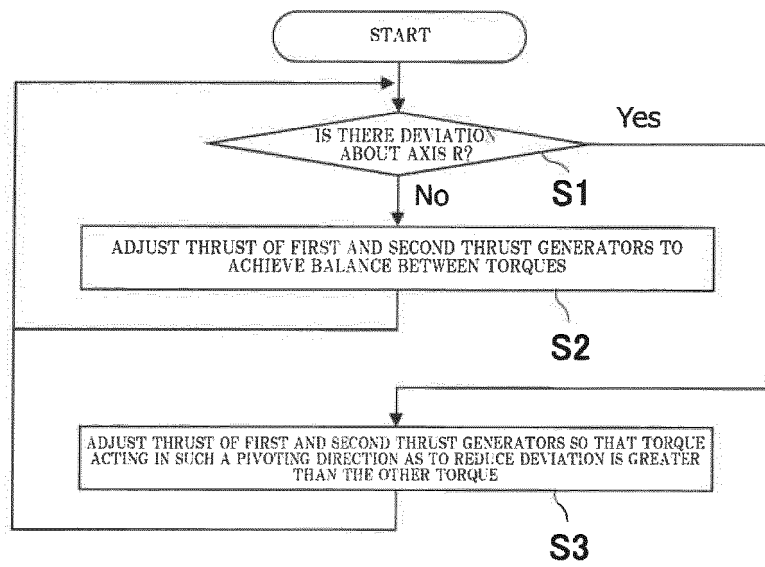 START
IS THERE DEVIATION
ABOUT AXIS R?
Yes
S1
No
ADJUST THRUST OF FIRST AND SECOND THRUST GENERATORS TO
ACHIEVE BALANCE BETWEEN TORQUES
S2
ADJUST THRUST OF FIRST AND SECOND THRUST GENERATORS SO THAT TORQUE
ACTING IN SUCH A PIVOTING DIRECTION AS TO REDUCE DEVIATION IS GREATER
THAN THE OTHER TORQUE
S3